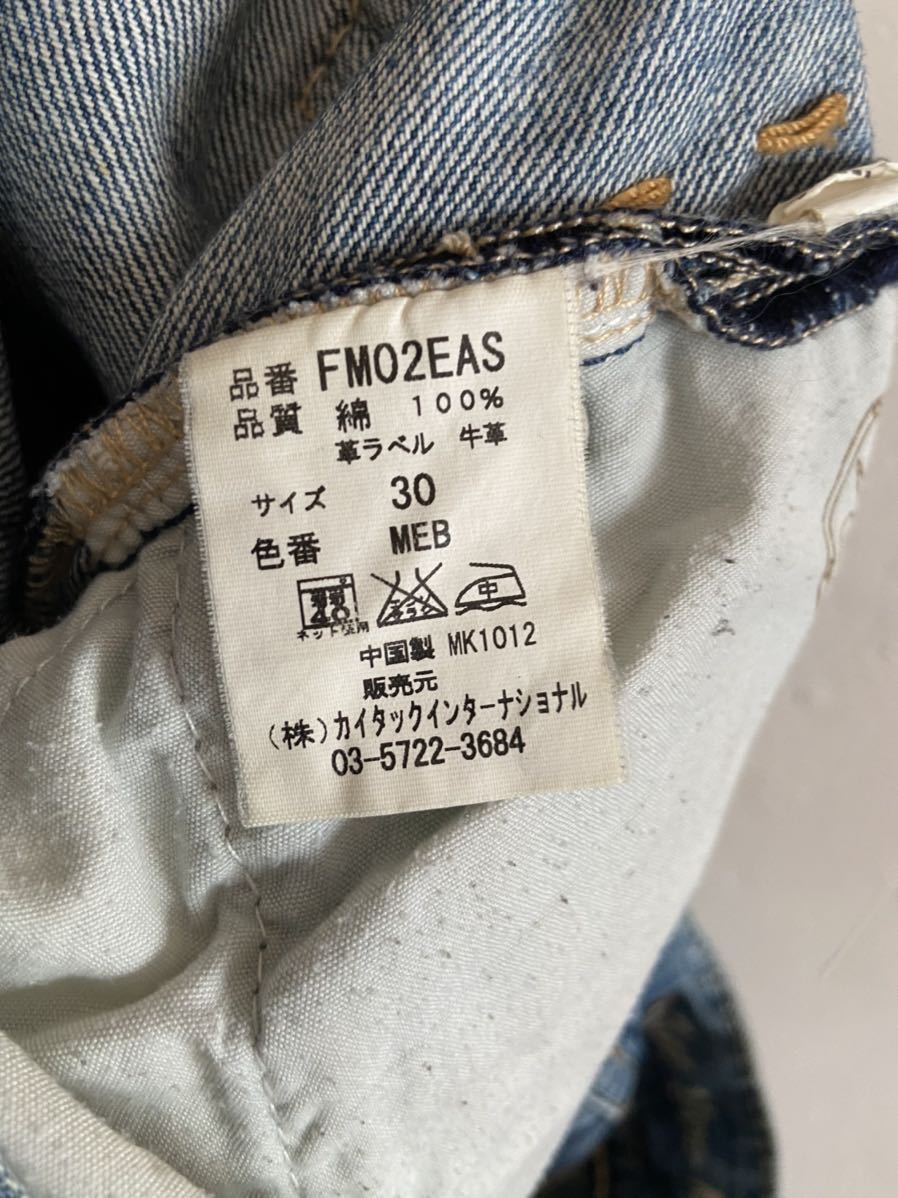 品番 FM02EAS
品質 綿 100%
革ラベル 牛革
サイズ 30
色番 MEB
40 中
ネット使用
中国製 MK1012
販売元
(株)カイタックインターナショナル
03-5722-3684